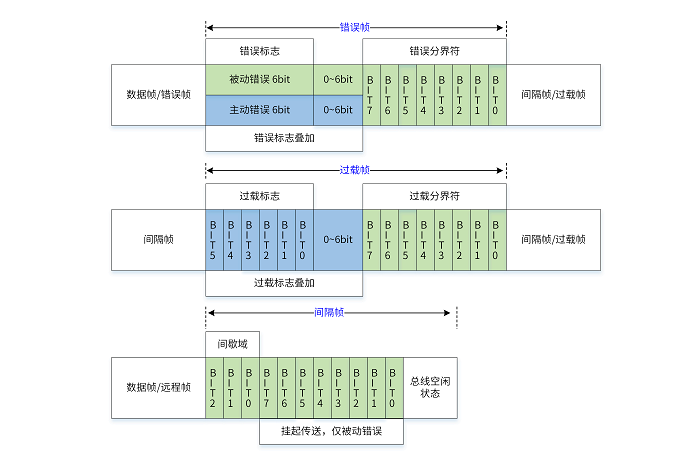 错误帧
错误标志
错误分界符
数据帧/错误帧
被动错误 6bit
0~6bit
主动错误 6bit
0~6bit
BIT7
BIT6
BIT5
BIT4
BIT3
BIT2
BIT1
BIT0
间隔帧/过载帧
错误标志叠加
过载帧
过载标志
过载分界符
间隔帧
BIT5
BIT4
BIT3
BIT2
BIT1
BIT0
0~6bit
BIT7
BIT6
BIT5
BIT4
BIT3
BIT2
BIT1
BIT0
间隔帧/过载帧
过载标志叠加
间隔帧
间歇域
数据帧/远程帧
BIT2
BIT1
BIT0
BIT7
BIT6
BIT5
BIT4
BIT3
BIT2
BIT1
BIT0
总线空闲
状态
挂起传送，仅被动错误